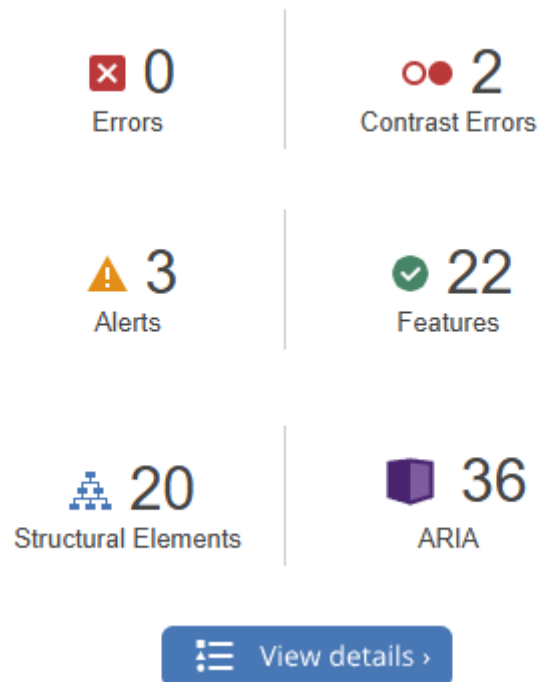 0
Errors
2
Contrast Errors
3
Alerts
22
Features
20
Structural Elements
36
ARIA
View details ›